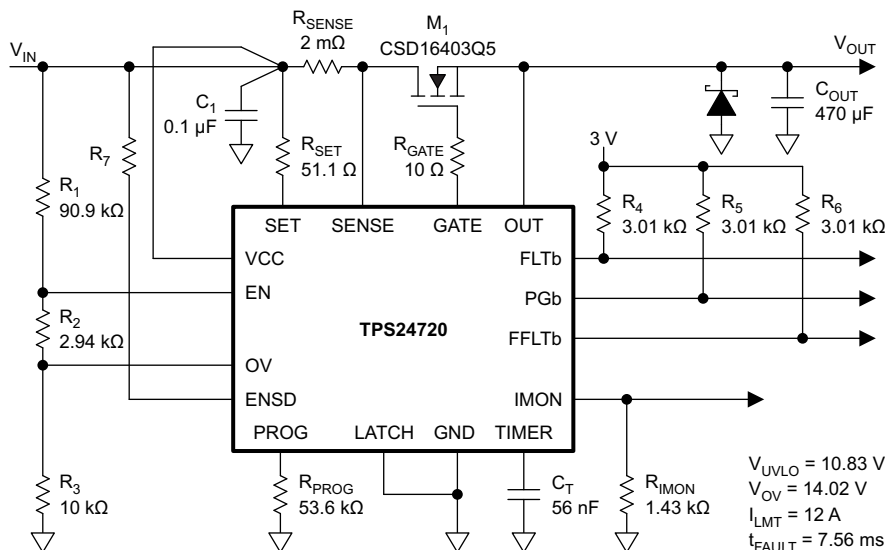 R_SENSE
2 mΩ
M_1
CSD16403Q5
V_IN
V_OUT
C_1
0.1 µF
C_OUT
470 µF
R_7
R_SET
51.1 Ω
R_GATE
10 Ω
3 V
R_1
90.9 kΩ
R_4
3.01 kΩ
R_5
3.01 kΩ
R_6
3.01 kΩ
SET
SENSE
GATE
OUT
VCC
FLTb
EN
PGb
R_2
2.94 kΩ
TPS24720
FFLTb
OV
ENSD
IMON
PROG
LATCH
GND
TIMER
R_3
10 kΩ
R_PROG
53.6 kΩ
C_T
56 nF
R_IMON
1.43 kΩ
V_UVLO = 10.83 V
V_OV = 14.02 V
I_LMT = 12 A
t_FAULT = 7.56 ms